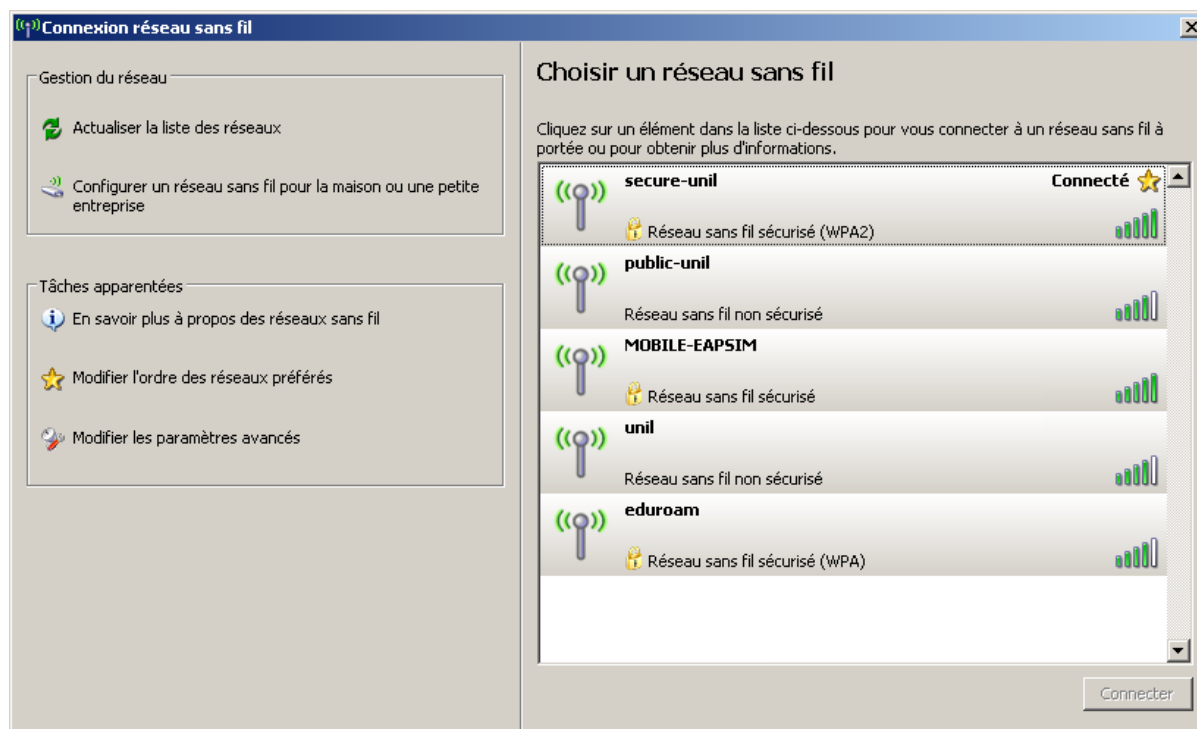 Connexion réseau sans fil
Gestion du réseau
Actualiser la liste des réseaux
Configurer un réseau sans fil pour la maison ou une petite
entreprise
Tâches apparentées
En savoir plus à propos des réseaux sans fil
Modifier l'ordre des réseaux préférés
Modifier les paramètres avancés
Choisir un réseau sans fil
Cliquez sur un élément dans la liste ci-dessous pour vous connecter à un réseau sans fil à
portée ou pour obtenir plus d'informations.
secure-unil Connecté
Réseau sans fil sécurisé (WPA2)
public-unil
Réseau sans fil non sécurisé
MOBILE-EAPSIM
Réseau sans fil sécurisé
unil
Réseau sans fil non sécurisé
eduroam
Réseau sans fil sécurisé (WPA)
Connecter